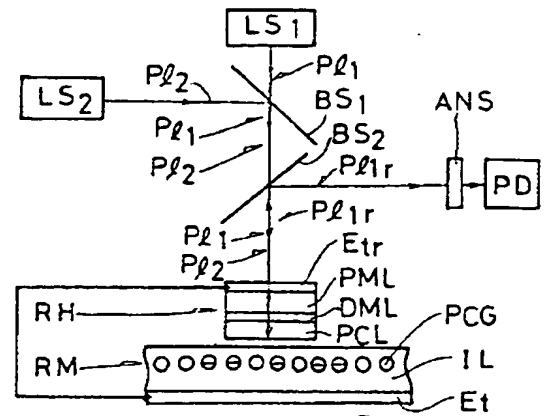 LS1
Pℓ1
LS2
Pℓ2
BS1
ANS
Pℓ1
BS2
Pℓ2
Pℓ1r
PD
Pℓ1r
Pℓ1
Etr
Pℓ2
PML
RH
DML
PCG
PCL
RM
IL
Et